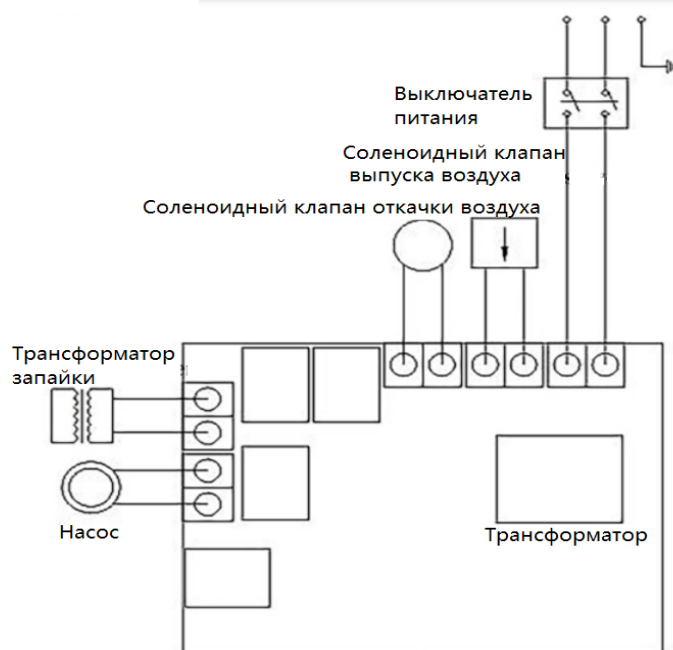 Выключатель
питания
Соленоидный клапан
выпуска воздуха
Соленоидный клапан откачки воздуха
Трансформатор
запайки
Насос
Трансформатор